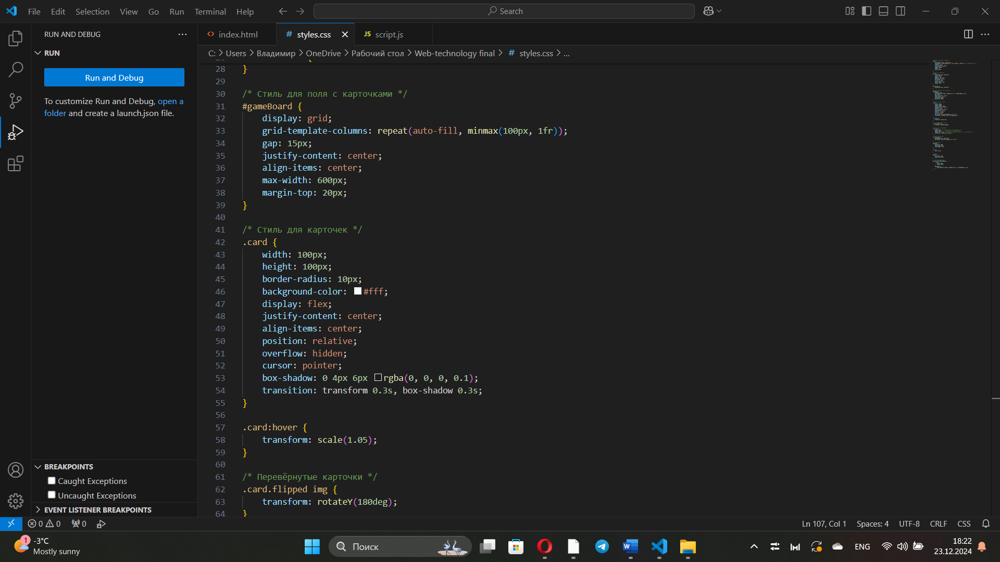 File Edit Selection View Go Run Terminal Help
Search
RUN AND DEBUG
index.html
# styles.css
JS script.js
RUN
C: > Users > Владимир > OneDrive > Рабочий стол > Web-technology final > # styles.css > ...
Run and Debug
To customize Run and Debug, open a
folder and create a launch.json file.
28 }
29
30 /* Стиль для поля с карточками */
31 #gameBoard {
32 display: grid;
33 grid-template-columns: repeat(auto-fill, minmax(100px, 1fr));
34 gap: 15px;
35 justify-content: center;
36 align-items: center;
37 max-width: 600px;
38 margin-top: 20px;
39 }
40
41 /* Стиль для карточек */
42 .card {
43 width: 100px;
44 height: 100px;
45 border-radius: 10px;
46 background-color: #fff;
47 display: flex;
48 justify-content: center;
49 align-items: center;
50 position: relative;
51 overflow: hidden;
52 cursor: pointer;
53 box-shadow: 0 4px 6px rgba(0, 0, 0, 0.1);
54 transition: transform 0.3s, box-shadow 0.3s;
55 }
56
57 .card:hover {
58 transform: scale(1.05);
59 }
60
61 /* Перевёрнутые карточки */
62 .card.flipped img {
63 transform: rotateY(180deg);
64 }
BREAKPOINTS
Caught Exceptions
Uncaught Exceptions
EVENT LISTENER BREAKPOINTS
0 0 0
Ln 107, Col 1 Spaces: 4 UTF-8 CRLF CSS
1
-3°C
Mostly sunny
Поиск
ENG
18:22
23.12.2024